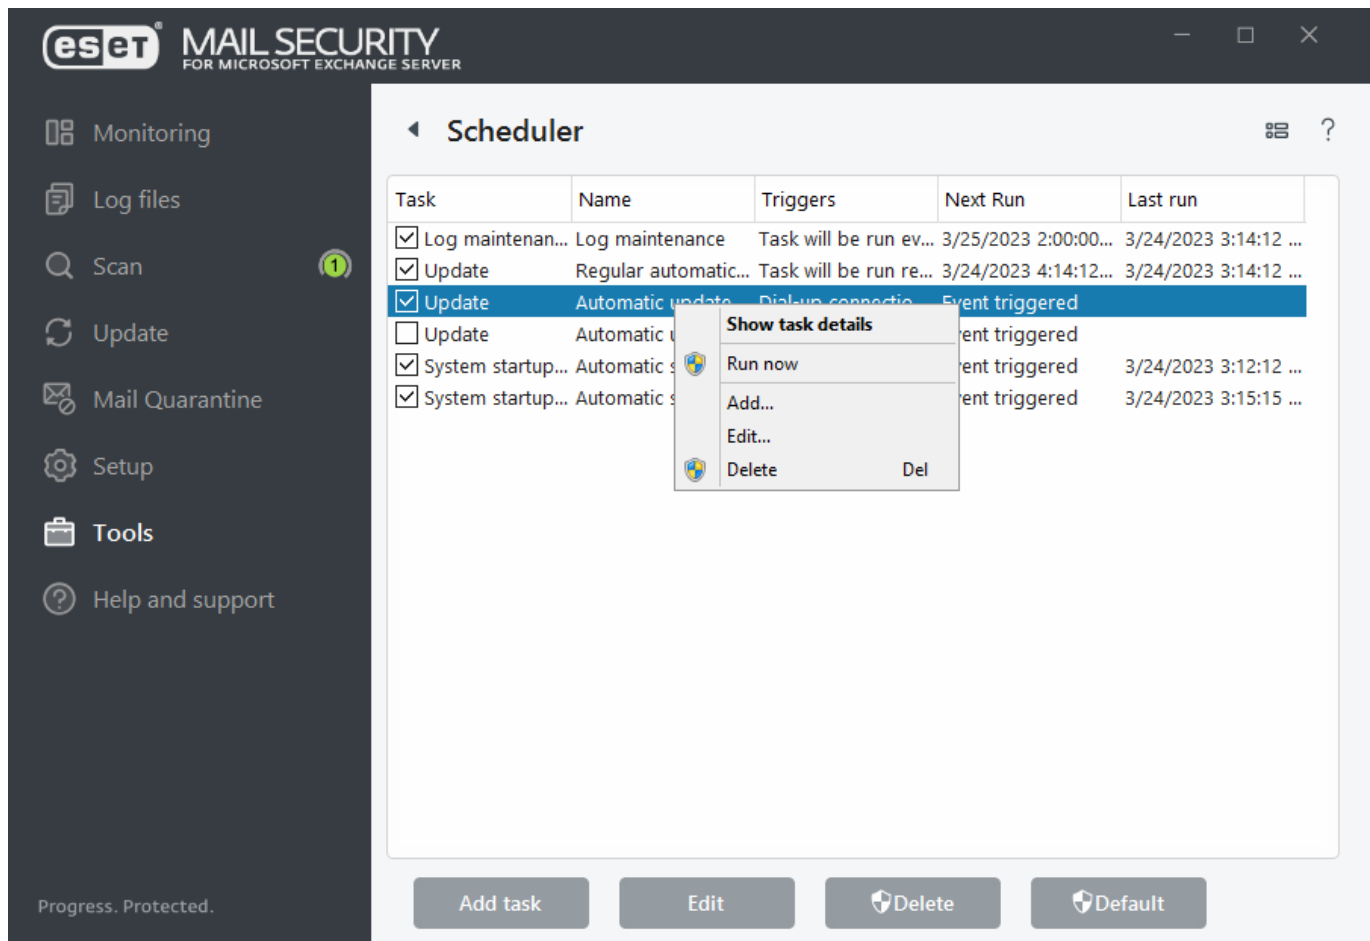 eset® MAIL SECURITY
FOR MICROSOFT EXCHANGE SERVER
Monitoring
Log files
Scan 1
Update
Mail Quarantine
Setup
Tools
Help and support
Progress. Protected.
Scheduler ?
Task Name Triggers Next Run Last run
Log maintenan... Log maintenance Task will be run ev... 3/25/2023 2:00:00... 3/24/2023 3:14:12 ...
Update Regular automatic... Task will be run re... 3/24/2023 4:14:12... 3/24/2023 3:14:12 ...
Update Automatic update Dial-up connectio Event triggered
Update Automatic ent triggered
System startup... Automatic ent triggered 3/24/2023 3:12:12 ...
System startup... Automatic ent triggered 3/24/2023 3:15:15 ...
Show task details
Run now
Add...
Edit...
Delete Del
Add task Edit Delete Default